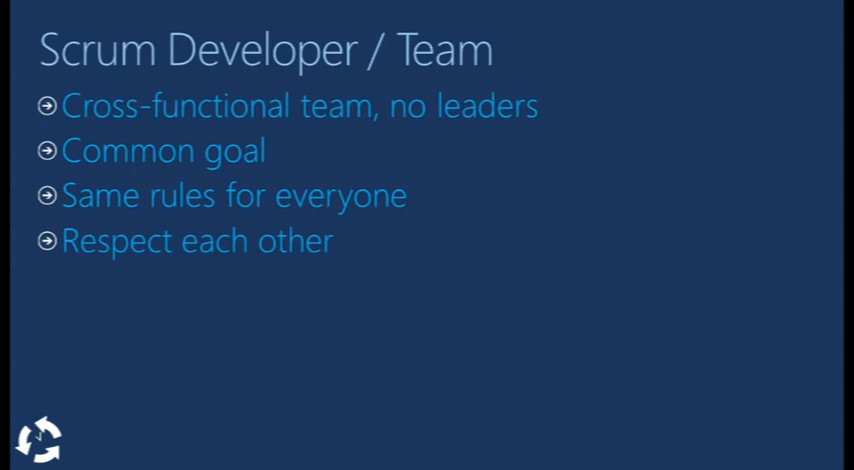 Scrum Developer / Team
Cross-functional team, no leaders
Common goal
Same rules for everyone
Respect each other